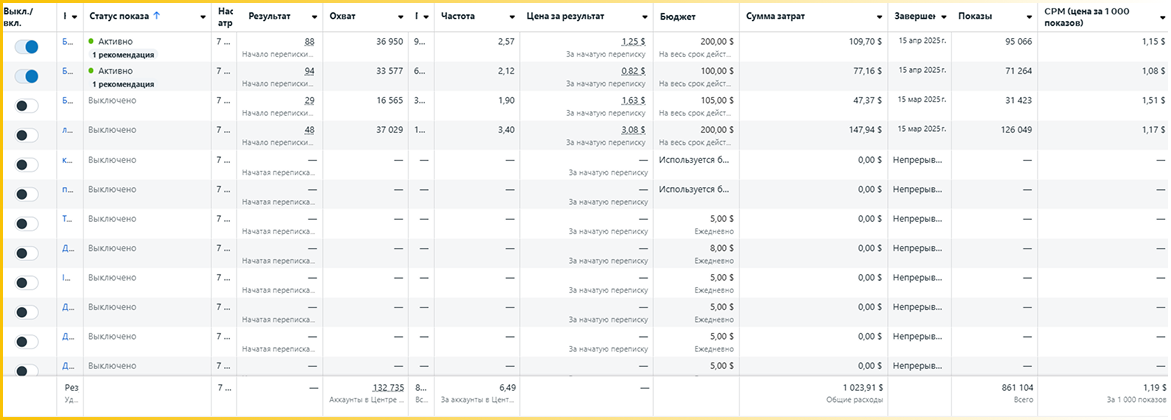 Выкл./ вкл. Статус показа ↑ Нас атр Результат Охват Частота Цена за результат Бюджет Сумма затрат Завершен Показы CPM (цена за 1 000 показов)
Б... Активно 7 ... 88 36 950 9... 2,57 1,25 $ 200,00 $ 109,70 $ 15 апр 2025 г. 95 066 1,15 $
1 рекомендация Начало переписки... За начатую переписку На весь срок дейст...
Б... Активно 7 ... 94 33 577 6... 2,12 0,82 $ 100,00 $ 77,16 $ 15 апр 2025 г. 71 264 1,08 $
1 рекомендация Начало переписки... За начатую переписку На весь срок дейст...
Б... Выключено 7 ... 29 16 565 3... 1,90 1,63 $ 105,00 $ 47,37 $ 15 мар 2025 г. 31 423 1,51 $
Начало переписки... За начатую переписку На весь срок дейст...
л... Выключено 7 ... 48 37 029 1... 3,40 3,08 $ 200,00 $ 147,94 $ 15 мар 2025 г. 126 049 1,17 $
Начало переписки... За начатую переписку На весь срок дейст...
к... Выключено 7 ... — — — — Используется б... 0,00 $ Непрерыв... — —
Начатая переписка... За начатую переписку
п... Выключено 7 ... — — — — Используется б... 0,00 $ Непрерыв... — —
Начатая переписка... За начатую переписку
Т... Выключено 7 ... — — — — 5,00 $ 0,00 $ Непрерыв... — —
Начатая переписка... За начатую переписку Ежедневно
Д... Выключено 7 ... — — — — 8,00 $ 0,00 $ Непрерыв... — —
Начатая переписка... За начатую переписку Ежедневно
I... Выключено 7 ... — — — — 5,00 $ 0,00 $ Непрерыв... — —
Начатая переписка... За начатую переписку Ежедневно
Д... Выключено 7 ... — — — — 5,00 $ 0,00 $ Непрерыв... — —
Начатая переписка... За начатую переписку Ежедневно
Д... Выключено 7 ... — — — — 5,00 $ 0,00 $ Непрерыв... — —
Начатая переписка... За начатую переписку Ежедневно
Д... Выключено 7 ... — — — — 5,00 $ 0,00 $ Непрерыв... — —
Рез 7 ... — 132 735 8... 6,49 — 1 023,91 $ 861 104 1,19 $
Уд... Аккаунты в Центре ... Вс... За аккаунты в Цент... Общие расходы Всего За 1 000 показов